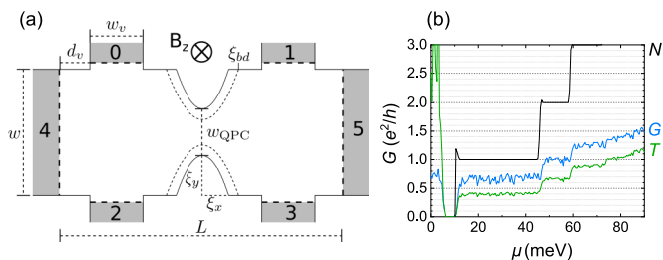 (a)
w_v
d_v
0
B_z
ξ_bd
1
w
4
w_QPC
5
ξ_y
ξ_x
2
3
L
(b)
G (e²/h)
3.0
2.5
2.0
1.5
1.0
0.5
0.0
0 20 40 60 80
μ (meV)
N
G
T